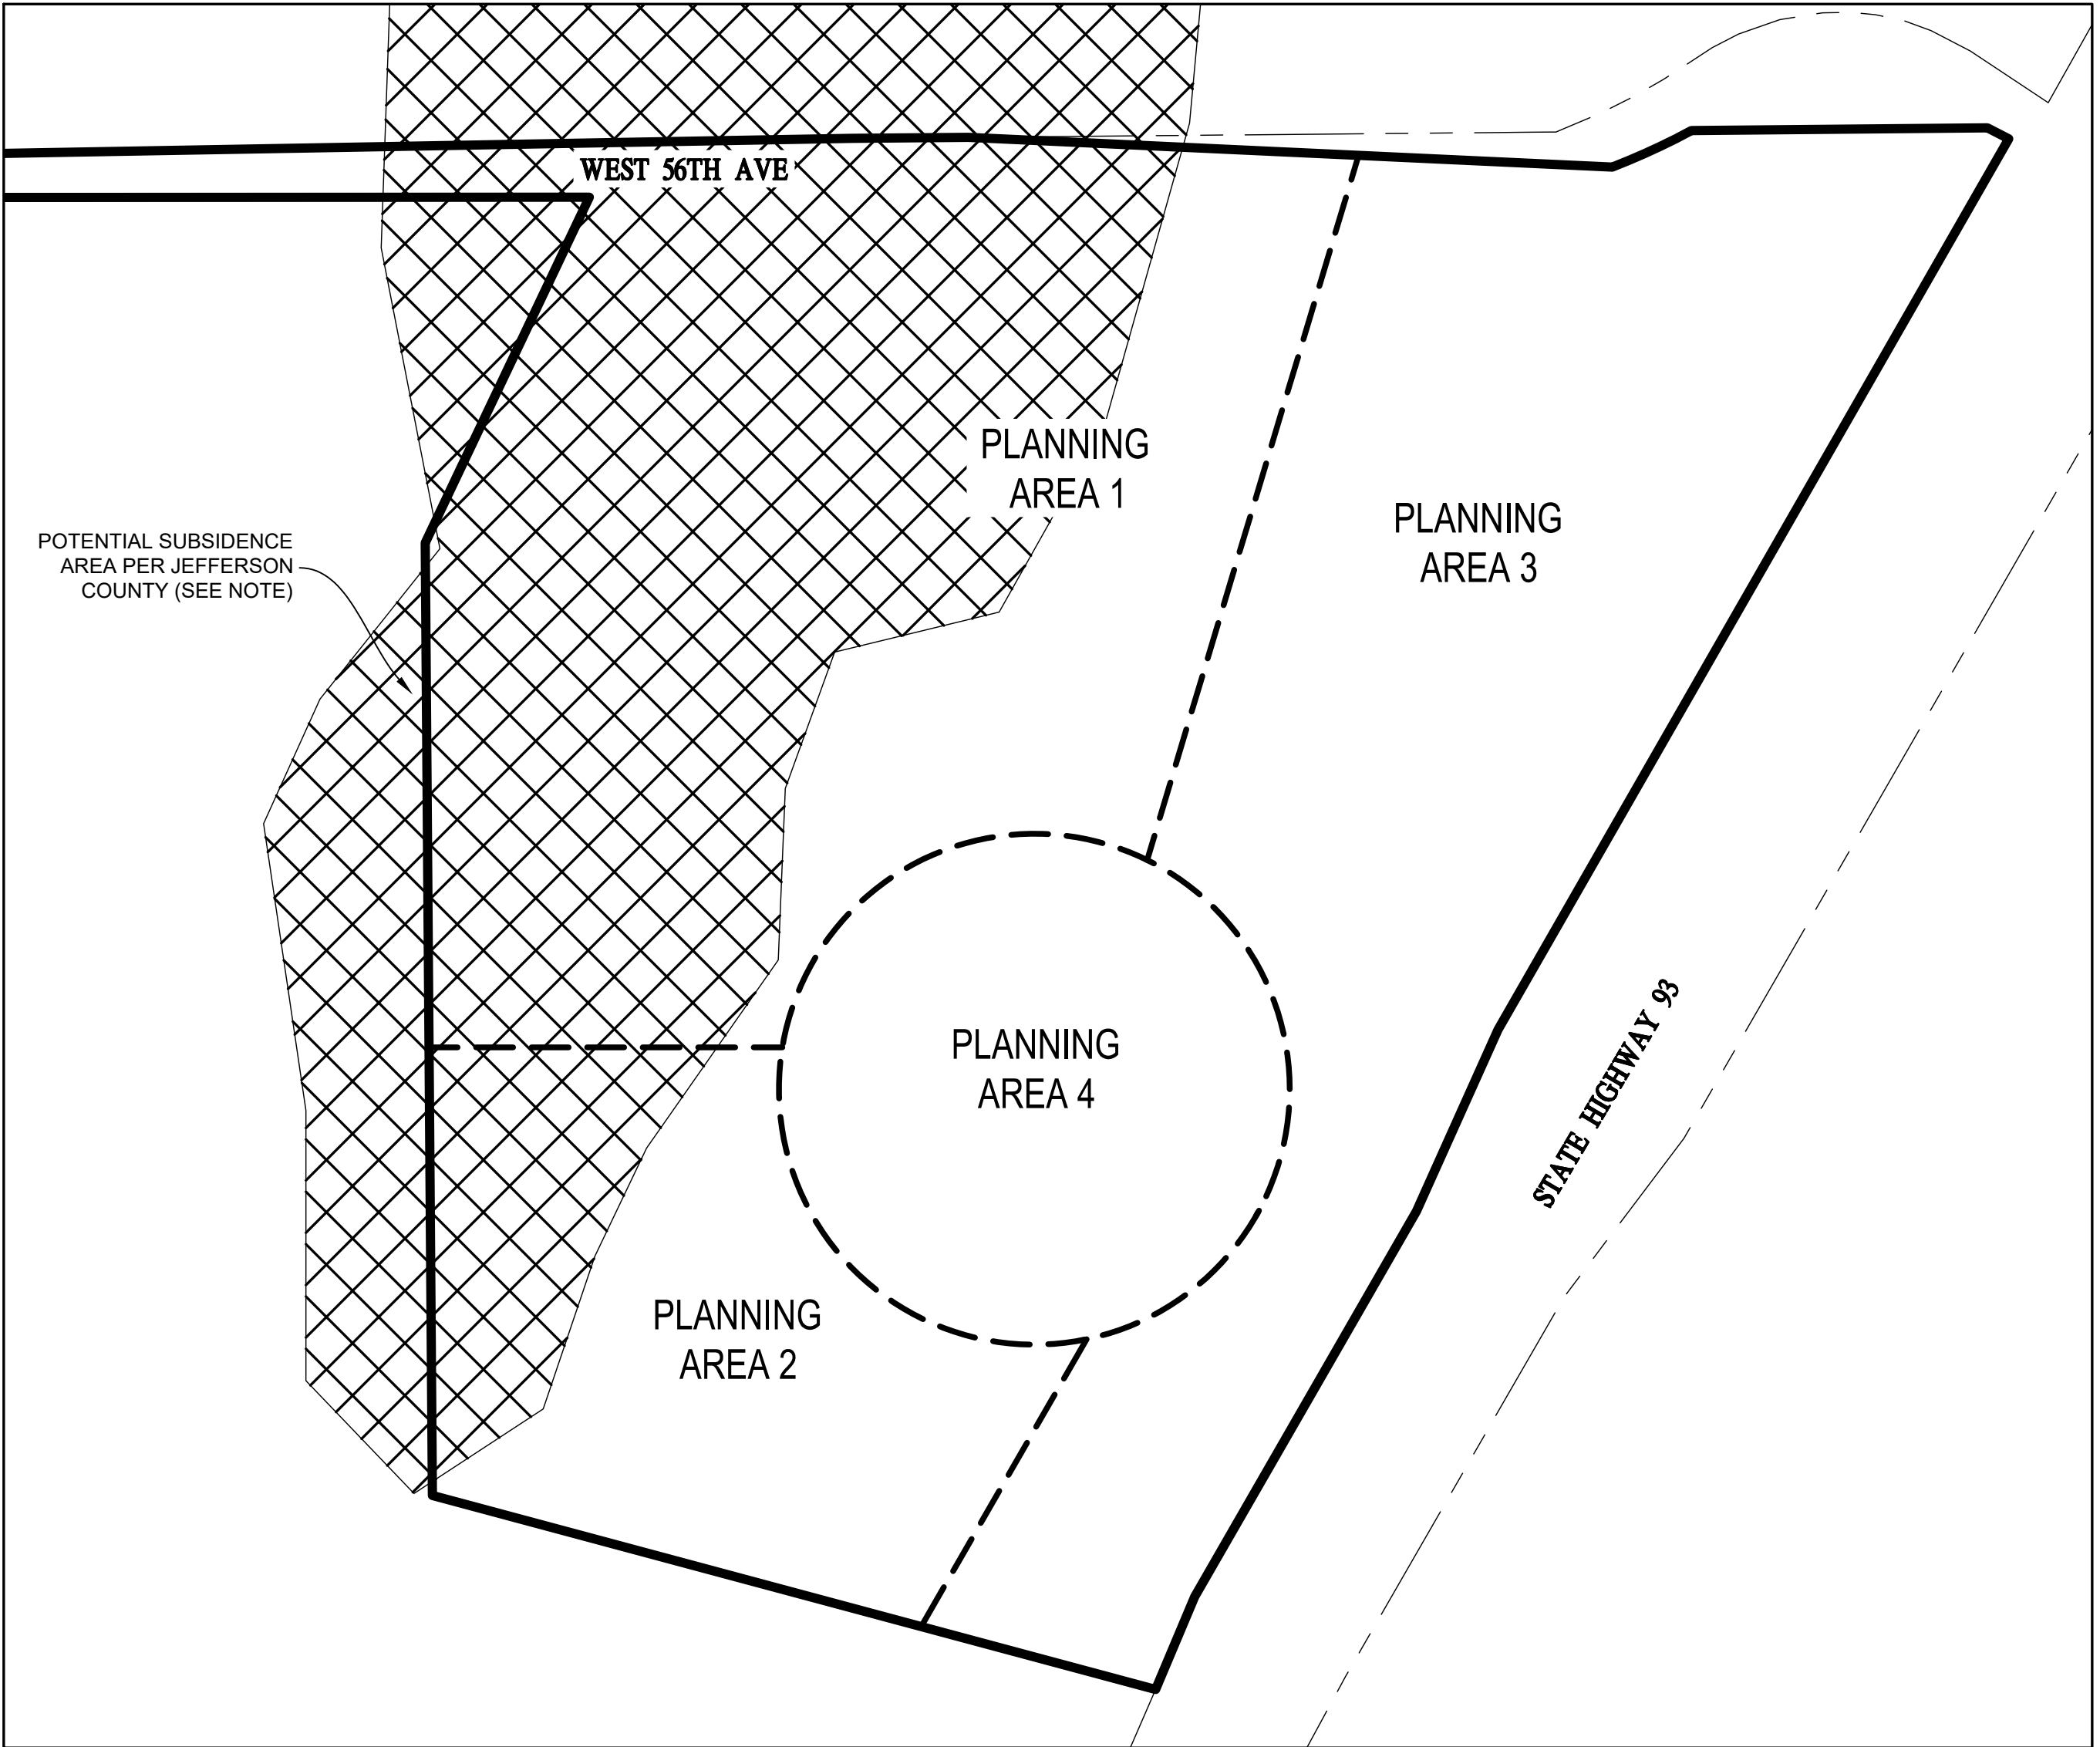 WEST 56TH AVE
PLANNING
AREA 1
PLANNING
AREA 3
POTENTIAL SUBSIDENCE
AREA PER JEFFERSON
COUNTY (SEE NOTE)
PLANNING
AREA 4
STATE HIGHWAY 93
PLANNING
AREA 2